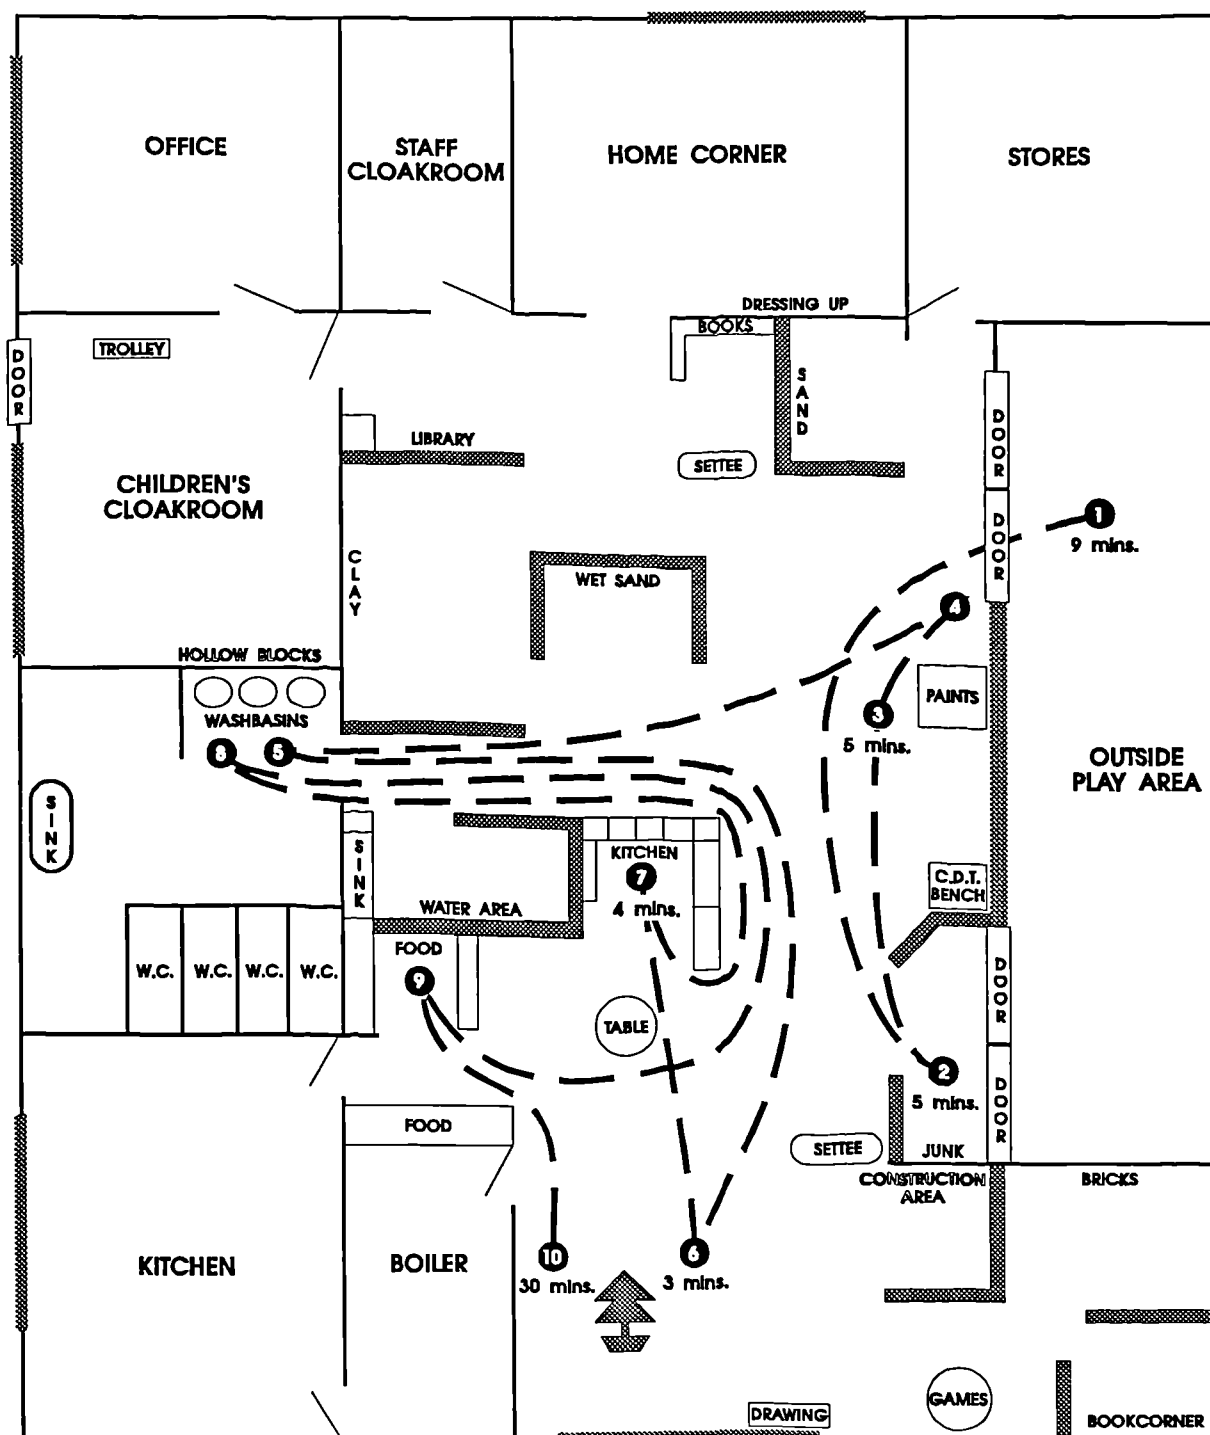 OFFICE
STAFF
CLOAKROOM
HOME CORNER
STORES
DRESSING UP
BOOKS
TROLLEY
DOOR
SAND
DOOR
LIBRARY
SETTEE
CHILDREN'S
CLOAKROOM
1
9 mins.
DOOR
CLAY
WET SAND
4
HOLLOW BLOCKS
PAINTS
WASHBASINS
3
5 mins.
8
5
OUTSIDE
PLAY AREA
SINK
SINK
KITCHEN
7
4 mins.
C.D.T.
BENCH
WATER AREA
FOOD
9
W.C.
W.C.
W.C.
W.C.
DOOR
TABLE
2
5 mins.
DOOR
FOOD
SETTEE
JUNK
CONSTRUCTION
AREA
BRICKS
KITCHEN
BOILER
10
30 mins.
6
3 mins.
GAMES
DRAWING
BOOKCORNER